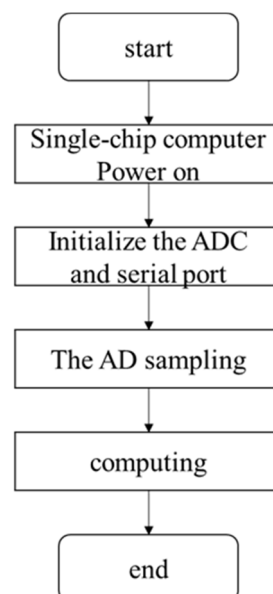 start
Single-chip computer
Power on
Initialize the ADC
and serial port
The AD sampling
computing
end